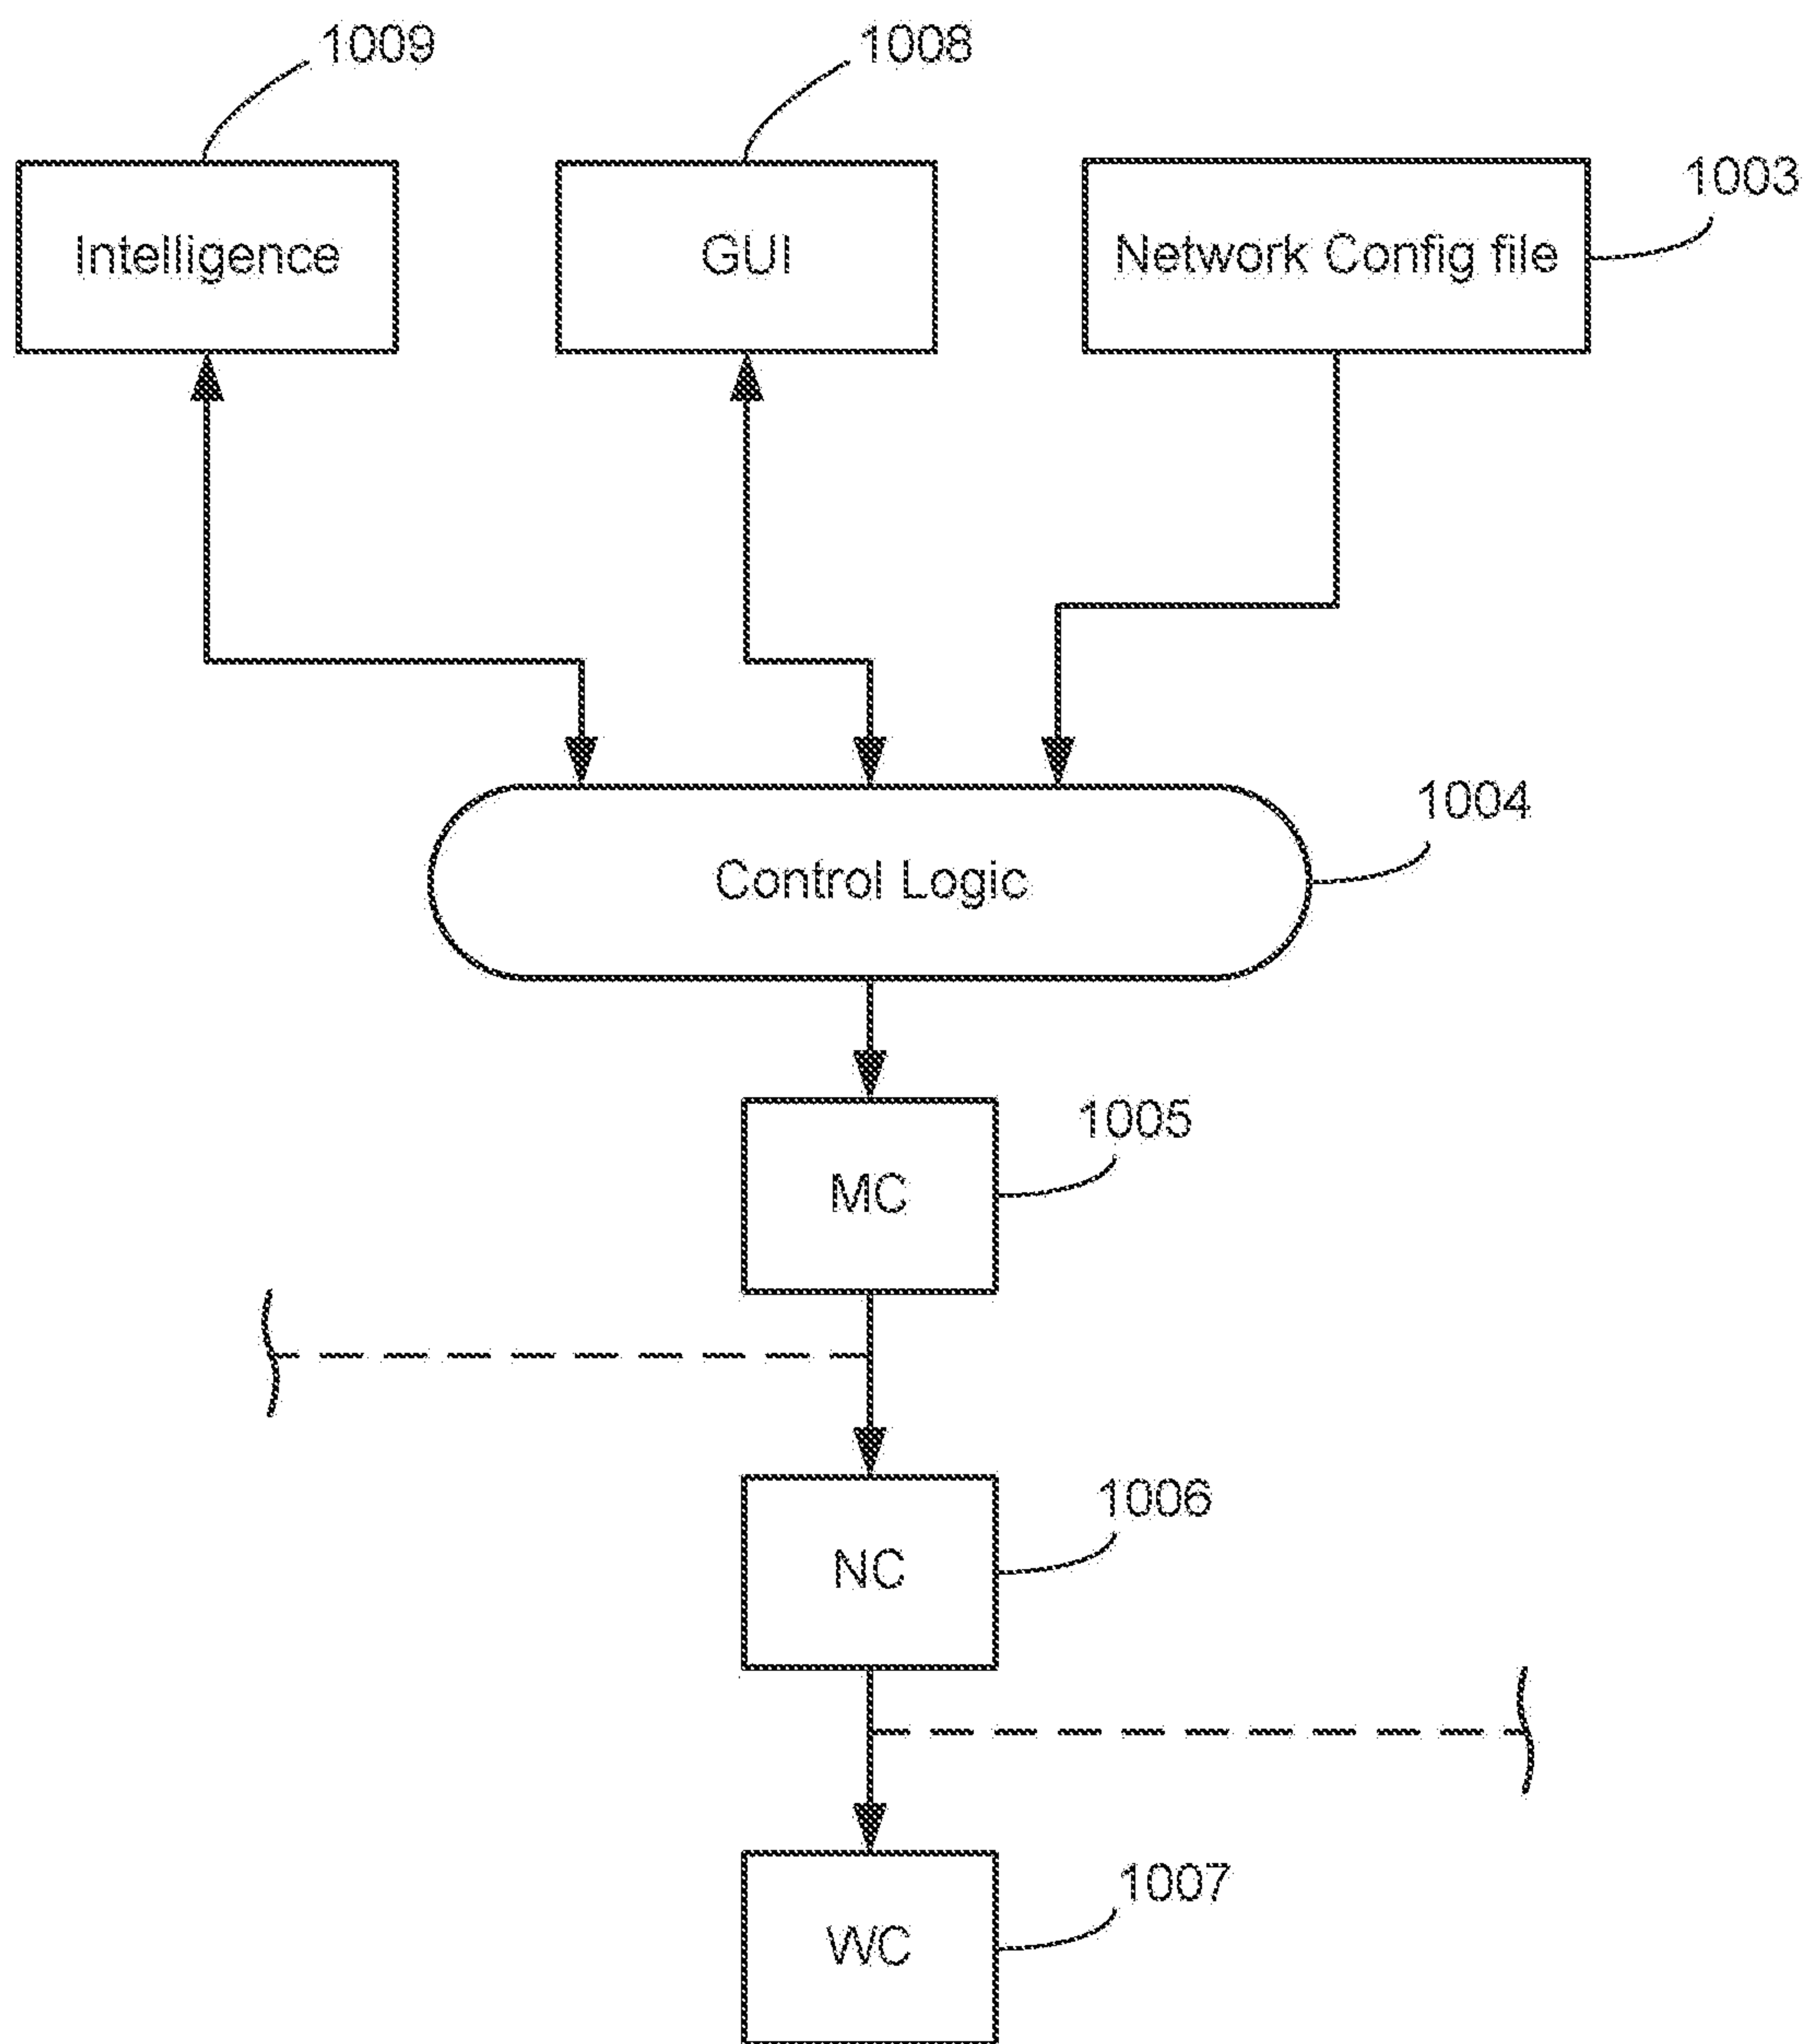 1009
1008
1003
Intelligence
GUI
Network Config file
1004
Control Logic
1005
MC
1006
NC
1007
WC